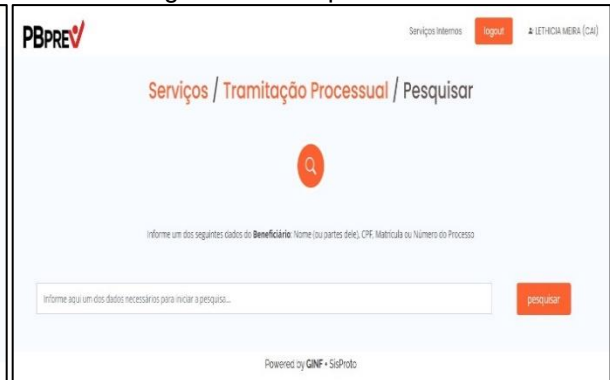 PBPREV
Serviços Internos
logout
LETHICIA MEIRA (CAI)
Serviços / Tramitação Processual / Pesquisar
Informe um dos seguintes dados do Beneficiário: Nome (ou partes dele), CPF, Matrícula ou Número do Processo
Informe aqui um dos dados necessários para iniciar a pesquisa...
pesquisar
Powered by GINF • SisProto